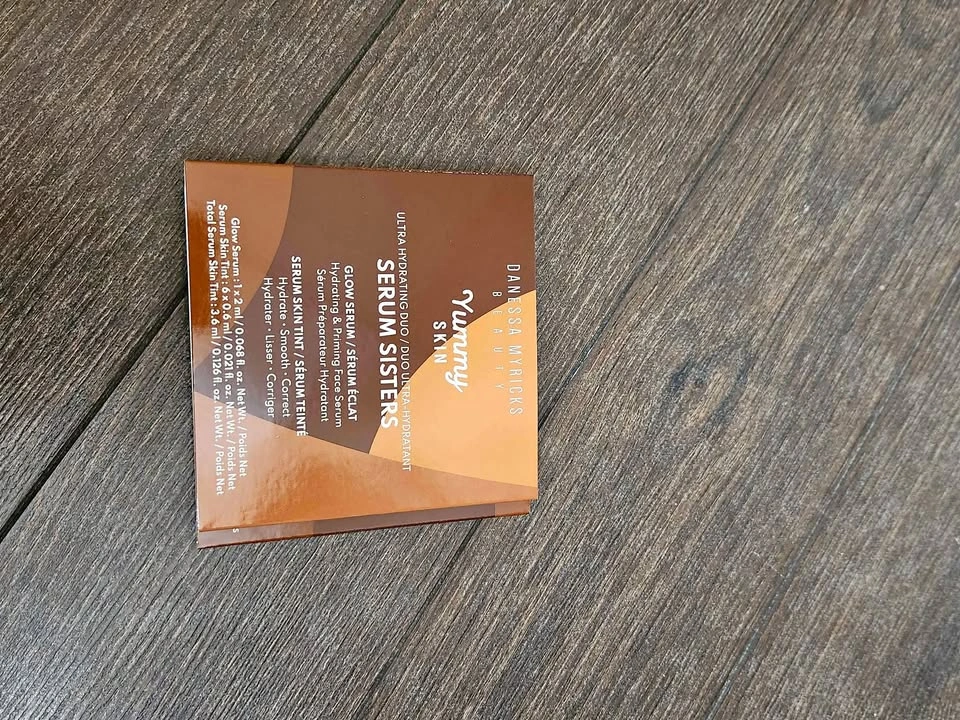 DANESSA MYRICKS
BEAUTY
Yummy
SKIN
ULTRA HYDRATING DUO / DUO ULTRA-HYDRATANT
SERUM SISTERS
GLOW SERUM / SÉRUM ÉCLAT
Hydrating & Priming Face Serum
Sérum Préparateur Hydratant
SERUM SKIN TINT / SÉRUM TEINTÉ
Hydrate • Smooth • Correct
Hydrater • Lisser • Corriger
Glow Serum : 1 x 2 ml / 0.068 fl. oz. Net Wt. / Poids Net
Serum Skin Tint : 6 x 0.6 ml / 0.021 fl. oz. Net Wt. / Poids Net
Total Serum Skin Tint : 3.6 ml / 0.126 fl. oz. Net Wt. / Poids Net